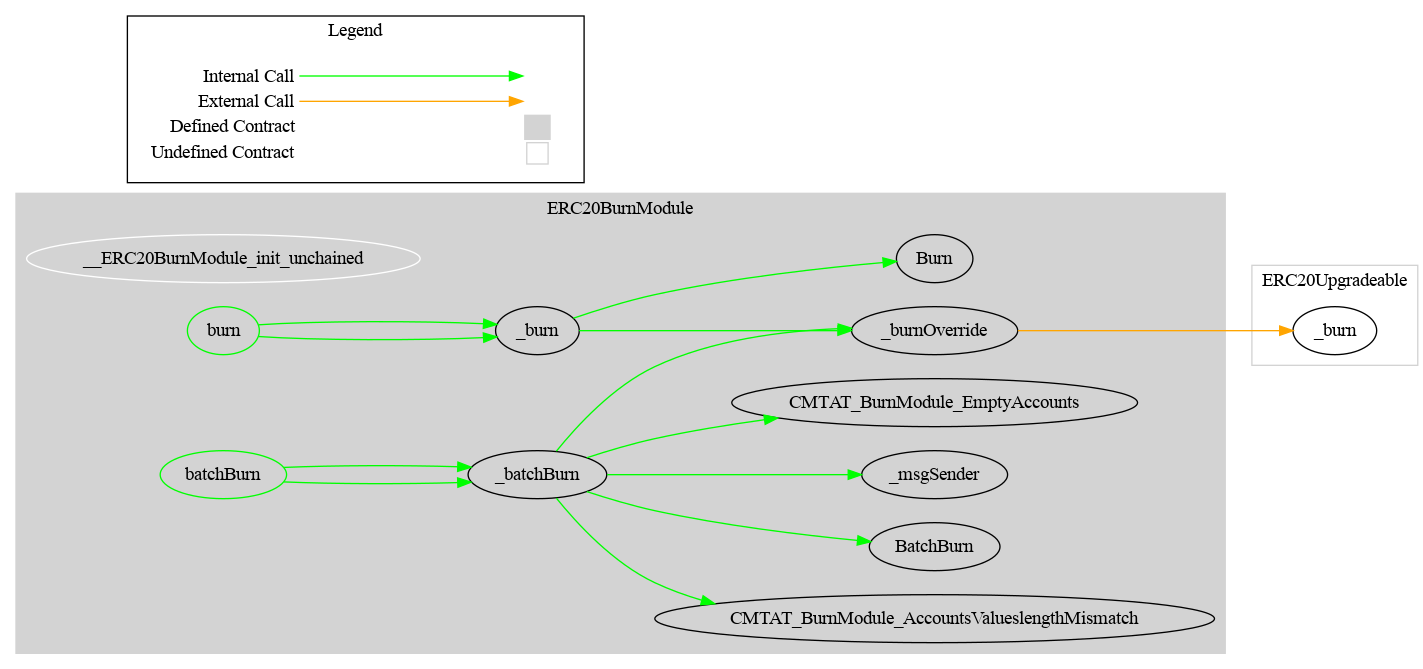 Legend
Internal Call
External Call
Defined Contract
Undefined Contract
ERC20BurnModule
__ERC20BurnModule_init_unchained
Burn
ERC20Upgradeable
burn
_burn
_burnOverride
_burn
CMTAT_BurnModule_EmptyAccounts
batchBurn
_batchBurn
_msgSender
BatchBurn
CMTAT_BurnModule_AccountsValueslengthMismatch